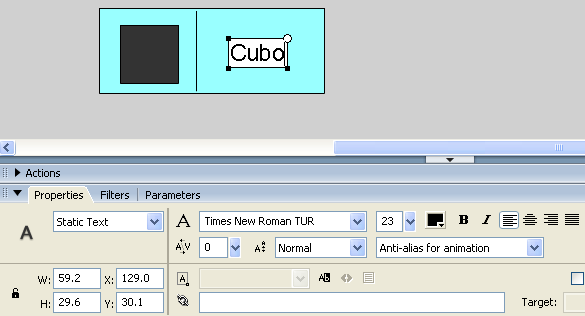 Cubo
Actions
Properties Filters Parameters
A Static Text A Times New Roman TUR 23 B I
A V 0 A Normal Anti-alias for animation
W: 59.2 X: 129.0 A AB
H: 29.6 Y: 30.1 Target: